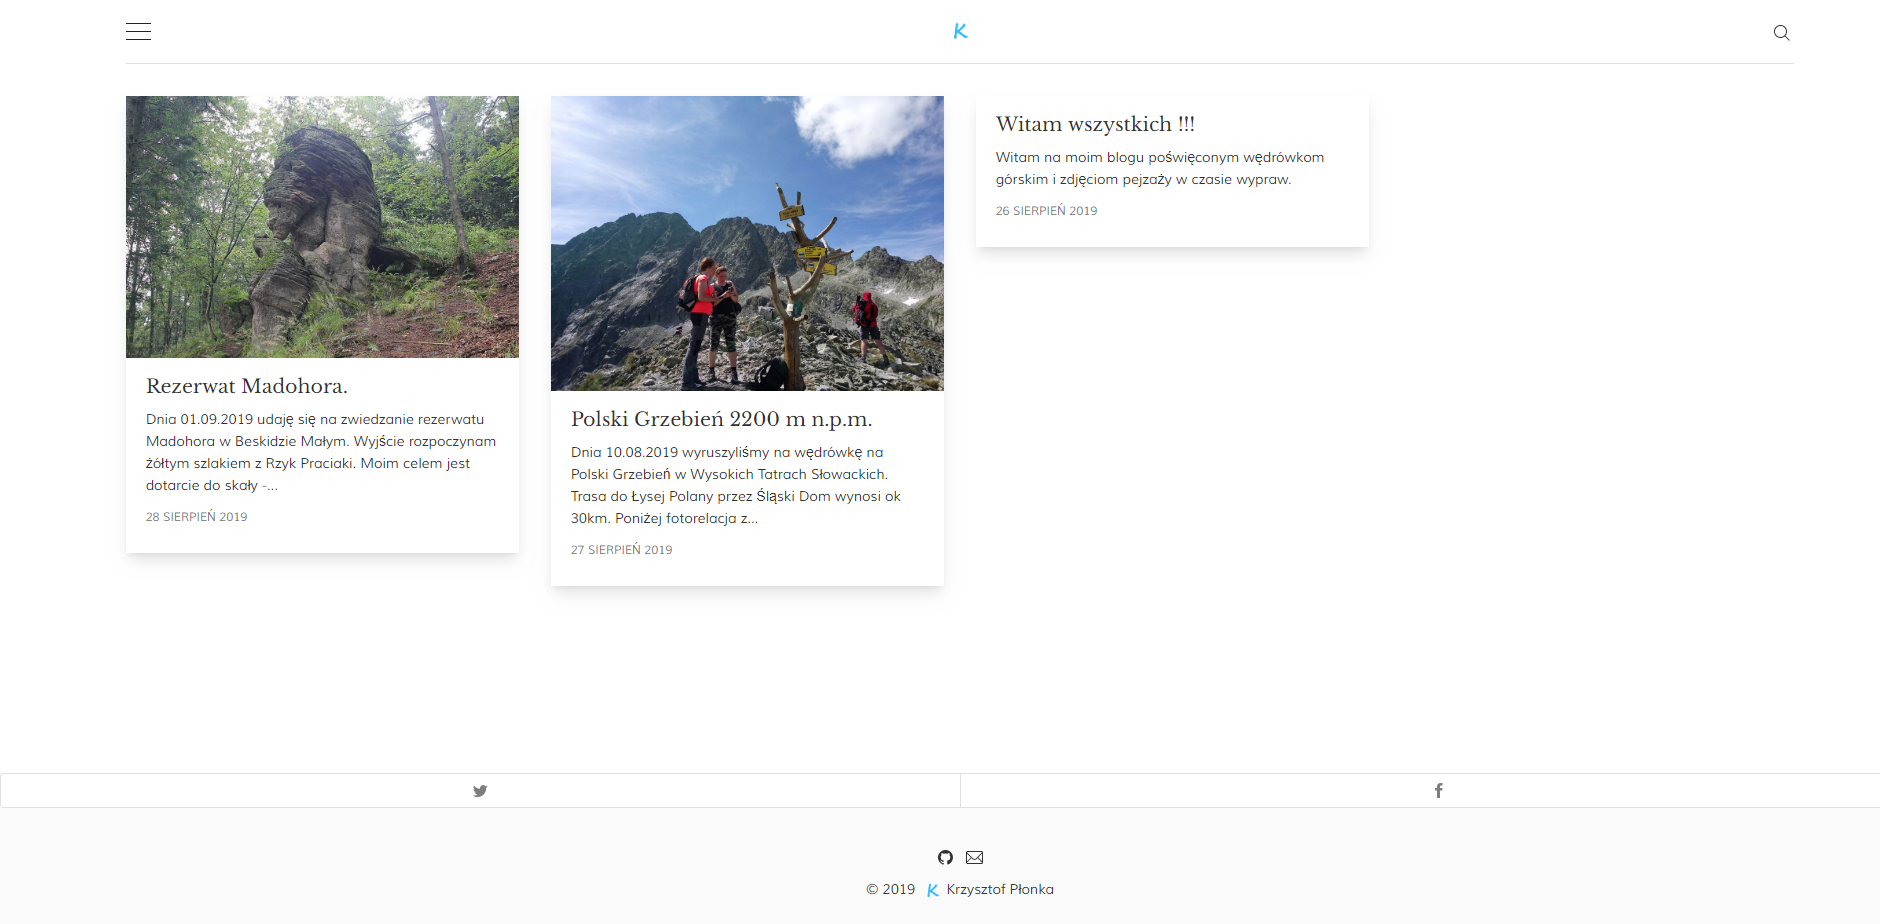 K
Rezerwat Madohora.
Dnia 01.09.2019 udaję się na zwiedzanie rezerwatu
Madohora w Beskidzie Małym. Wyjście rozpoczynam
żółtym szlakiem z Rzyk Praciaki. Moim celem jest
dotarcie do skały -...
28 SIERPIEŃ 2019
Polski Grzebień 2200 m n.p.m.
Dnia 10.08.2019 wyruszyliśmy na wędrówkę na
Polski Grzebień w Wysokich Tatrach Słowackich.
Trasa do Łysej Polany przez Śląski Dom wynosi ok
30km. Poniżej fotorelacja z...
27 SIERPIEŃ 2019
Witam wszystkich !!!
Witam na moim blogu poświęconym wędrówkom
górskim i zdjęciom pejzaży w czasie wypraw.
26 SIERPIEŃ 2019
© 2019 K Krzysztof Płonka